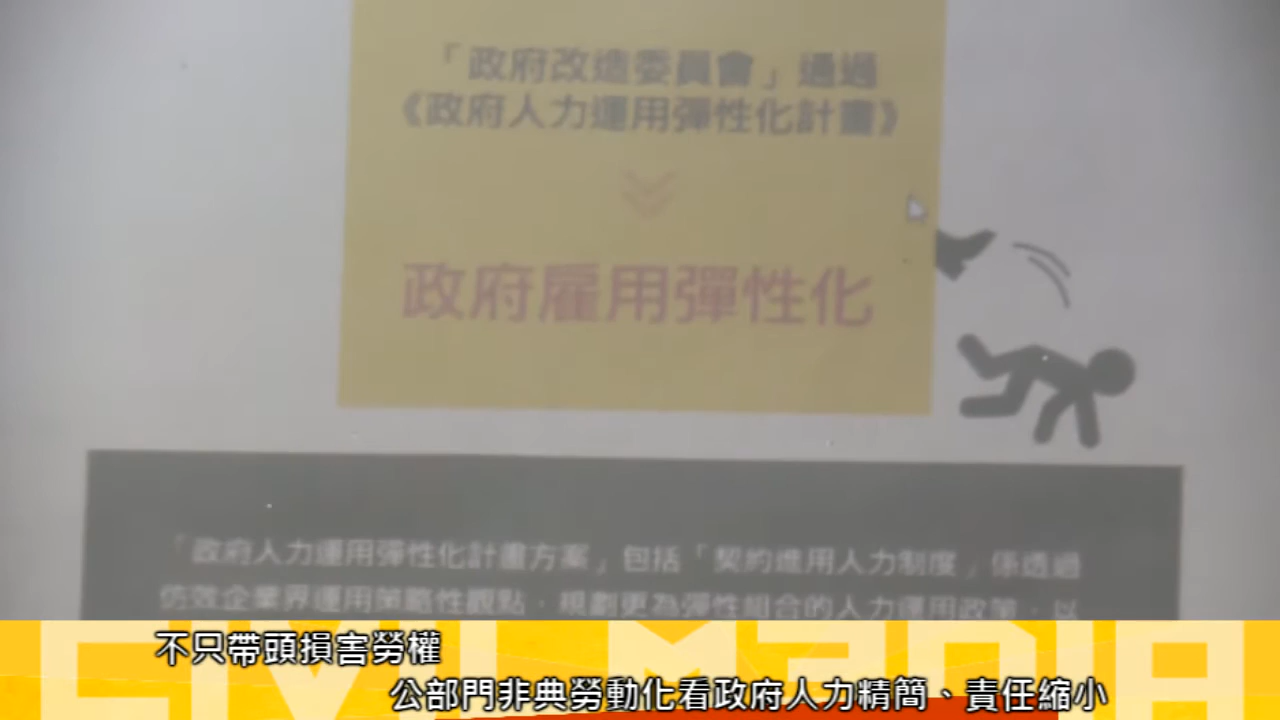 「政府改造委員會」通過
《政府人力運用彈性化計畫》
政府雇用彈性化
「政府人力運用彈性化計畫方案」包括「契約進用人力制度」係透過
仿效企業界運用策略性觀點，規劃更為彈性組合的人力運用政策，以
不只帶頭損害勞權
公部門非典勞動化看政府人力精簡、責任縮小
CIVIL MEDIA